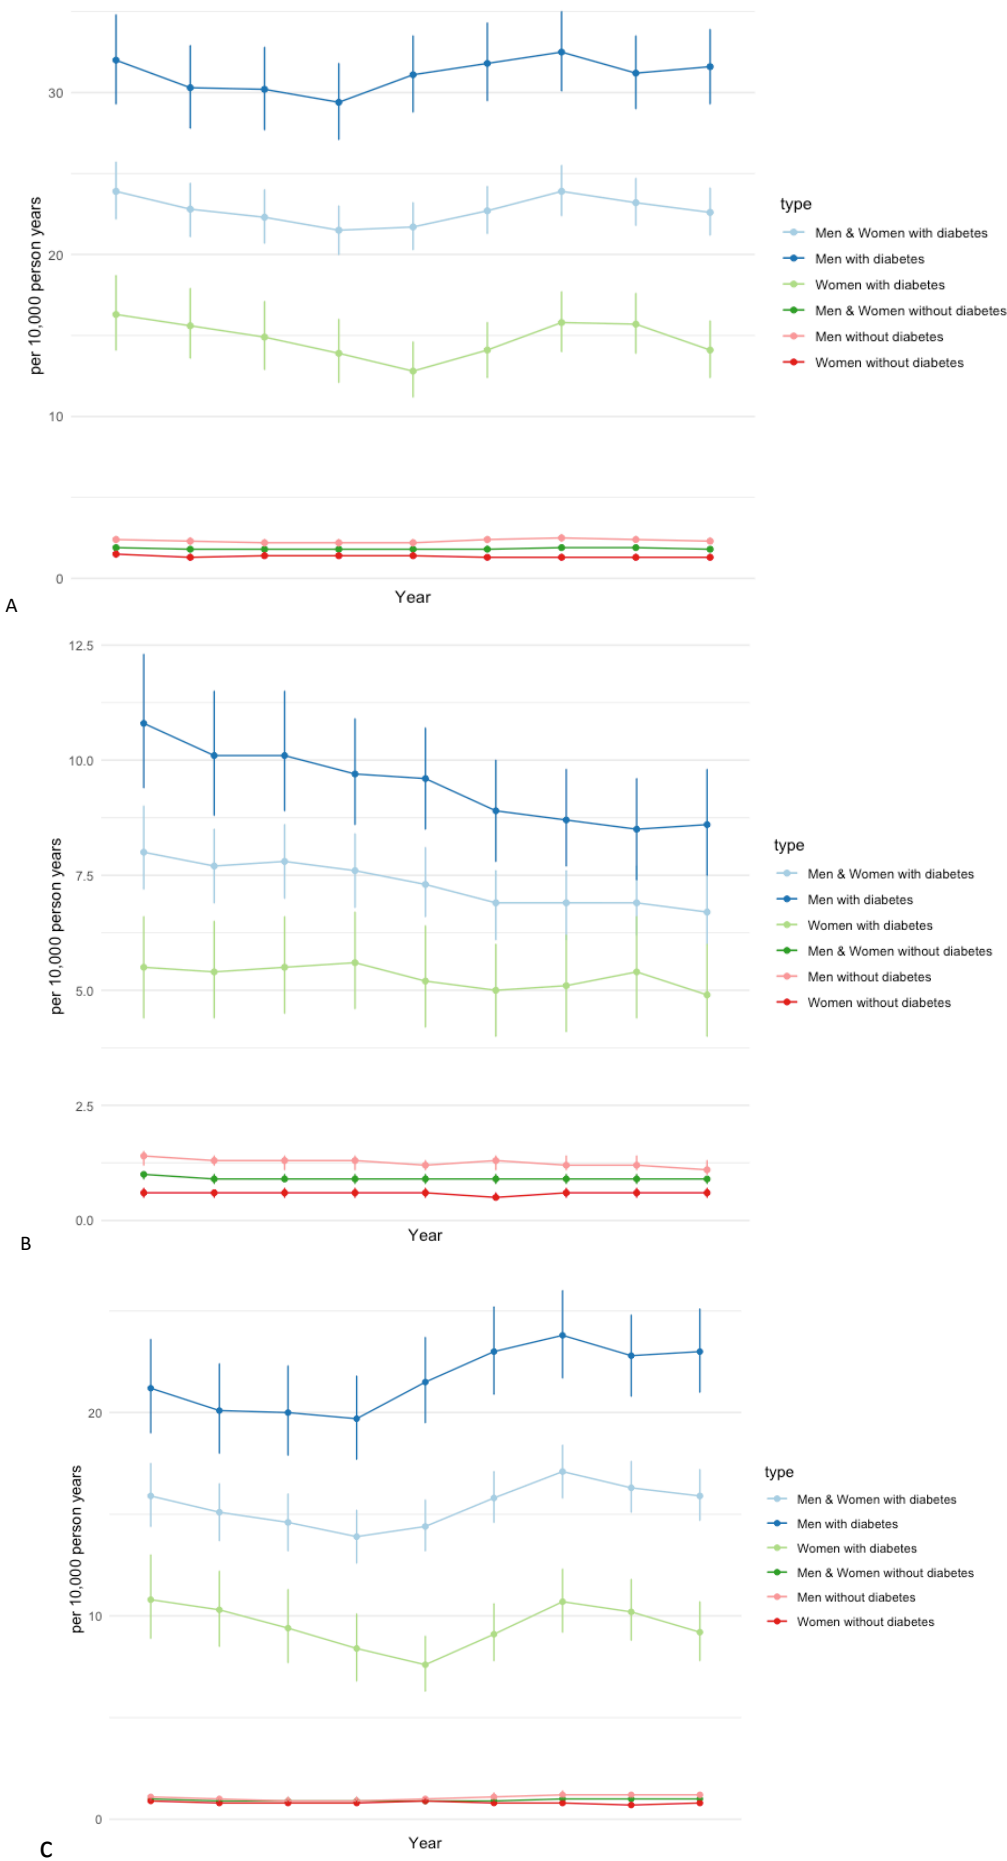 30
20
10
0
per 10,000 person years
Year
type
Men & Women with diabetes
Men with diabetes
Women with diabetes
Men & Women without diabetes
Men without diabetes
Women without diabetes
A
12.5
10.0
7.5
5.0
2.5
0.0
per 10,000 person years
Year
type
Men & Women with diabetes
Men with diabetes
Women with diabetes
Men & Women without diabetes
Men without diabetes
Women without diabetes
B
20
10
0
per 10,000 person years
Year
type
Men & Women with diabetes
Men with diabetes
Women with diabetes
Men & Women without diabetes
Men without diabetes
Women without diabetes
C